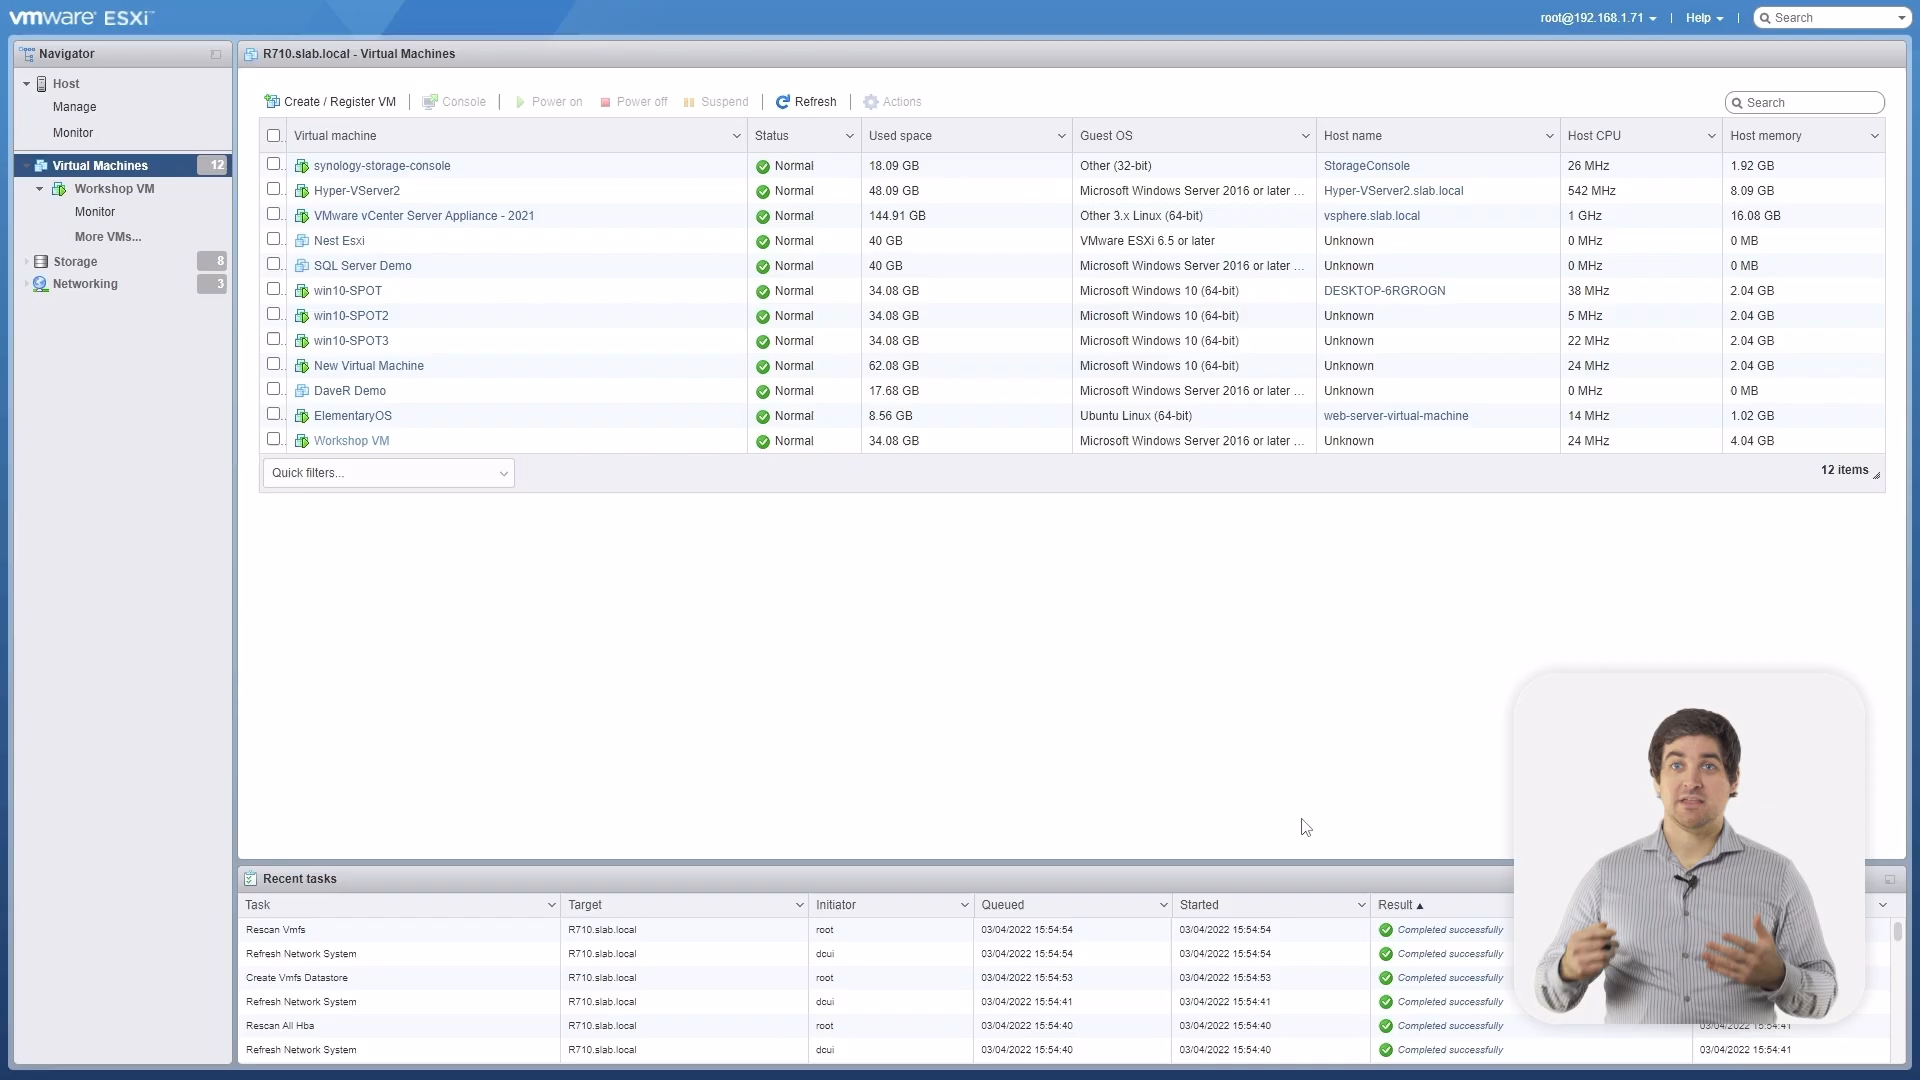 vmware ESXi
root@192.168.1.71 | Help | Search
Navigator
Host
Manage
Monitor
Virtual Machines 12
Workshop VM
Monitor
More VMs...
Storage 8
Networking 3
R710.slab.local - Virtual Machines
Create / Register VM | Console | Power on Power off Suspend | Refresh | Actions Search
Virtual machine Status Used space Guest OS Host name Host CPU Host memory
synology-storage-console Normal 18.09 GB Other (32-bit) StorageConsole 26 MHz 1.92 GB
Hyper-VServer2 Normal 48.09 GB Microsoft Windows Server 2016 or later ... Hyper-VServer2.slab.local 542 MHz 8.09 GB
VMware vCenter Server Appliance - 2021 Normal 144.91 GB Other 3.x Linux (64-bit) vsphere.slab.local 1 GHz 16.08 GB
Nest Esxi Normal 40 GB VMware ESXi 6.5 or later Unknown 0 MHz 0 MB
SQL Server Demo Normal 40 GB Microsoft Windows Server 2016 or later ... Unknown 0 MHz 0 MB
win10-SPOT Normal 34.08 GB Microsoft Windows 10 (64-bit) DESKTOP-6RGROGN 38 MHz 2.04 GB
win10-SPOT2 Normal 34.08 GB Microsoft Windows 10 (64-bit) Unknown 5 MHz 2.04 GB
win10-SPOT3 Normal 34.08 GB Microsoft Windows 10 (64-bit) Unknown 22 MHz 2.04 GB
New Virtual Machine Normal 62.08 GB Microsoft Windows 10 (64-bit) Unknown 24 MHz 2.04 GB
DaveR Demo Normal 17.68 GB Microsoft Windows Server 2016 or later ... Unknown 0 MHz 0 MB
ElementaryOS Normal 8.56 GB Ubuntu Linux (64-bit) web-server-virtual-machine 14 MHz 1.02 GB
Workshop VM Normal 34.08 GB Microsoft Windows Server 2016 or later ... Unknown 24 MHz 4.04 GB
Quick filters... 12 items
Recent tasks
Task Target Initiator Queued Started Result
Rescan Vmfs R710.slab.local root 03/04/2022 15:54:54 03/04/2022 15:54:54 Completed successfully
Refresh Network System R710.slab.local dcui 03/04/2022 15:54:54 03/04/2022 15:54:54 Completed successfully
Create Vmfs Datastore R710.slab.local root 03/04/2022 15:54:53 03/04/2022 15:54:53 Completed successfully
Refresh Network System R710.slab.local dcui 03/04/2022 15:54:41 03/04/2022 15:54:41 Completed successfully
Rescan All Hba R710.slab.local root 03/04/2022 15:54:40 03/04/2022 15:54:40 Completed successfully 03/04/2022 15:54:41
Refresh Network System R710.slab.local dcui 03/04/2022 15:54:40 03/04/2022 15:54:40 Completed successfully 03/04/2022 15:54:41